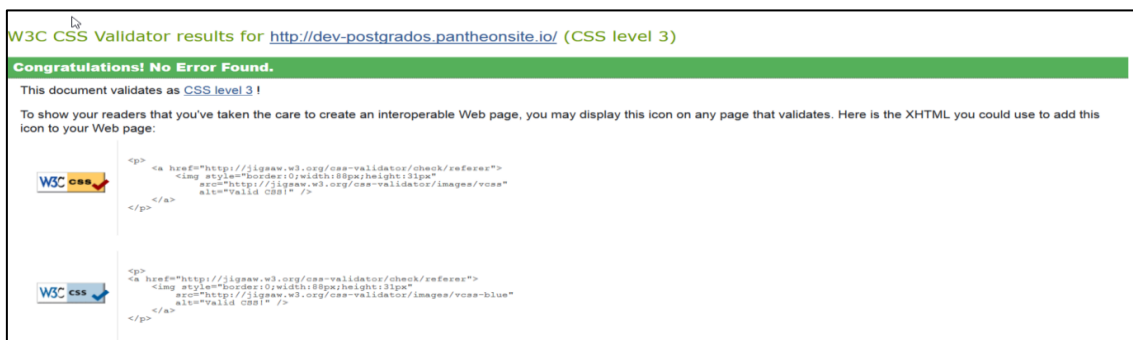 W3C CSS Validator results for http://dev-postgrados.pantheonsite.io/ (CSS level 3)
Congratulations! No Error Found.
This document validates as CSS level 3 !
To show your readers that you've taken the care to create an interoperable Web page, you may display this icon on any page that validates. Here is the XHTML you could use to add this
icon to your Web page:
W3C css
<p>
<a href="http://jigsaw.w3.org/css-validator/check/referer">
<img style="border:0;width:88px;height:31px"
src="http://jigsaw.w3.org/css-validator/images/vcss"
alt="Valid CSS!" />
</a>
</p>
W3C css
<p>
<a href="http://jigsaw.w3.org/css-validator/check/referer">
<img style="border:0;width:88px;height:31px"
src="http://jigsaw.w3.org/css-validator/images/vcss-blue"
alt="Valid CSS!" />
</a>
</p>